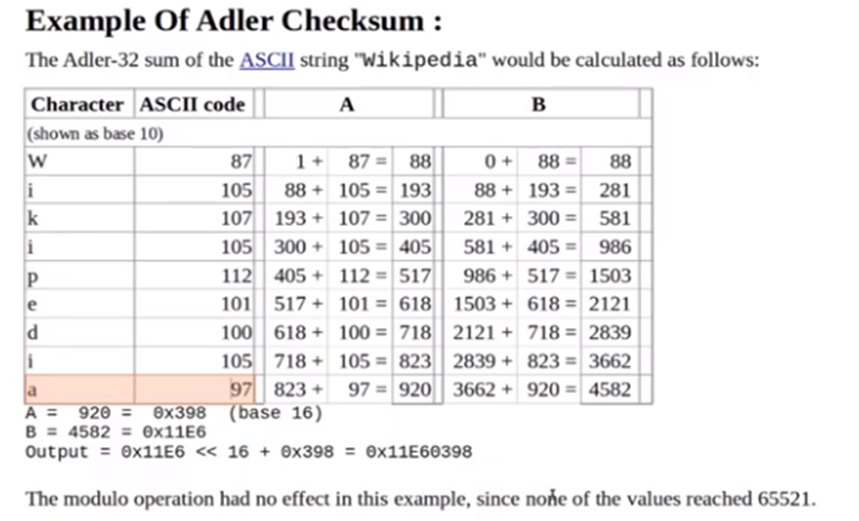 Example Of Adler Checksum :
The Adler-32 sum of the ASCII string "Wikipedia" would be calculated as follows:
Character ASCII code A B
(shown as base 10)
W 87 1 + 87 = 88 0 + 88 = 88
i 105 88 + 105 = 193 88 + 193 = 281
k 107 193 + 107 = 300 281 + 300 = 581
i 105 300 + 105 = 405 581 + 405 = 986
p 112 405 + 112 = 517 986 + 517 = 1503
e 101 517 + 101 = 618 1503 + 618 = 2121
d 100 618 + 100 = 718 2121 + 718 = 2839
i 105 718 + 105 = 823 2839 + 823 = 3662
a 97 823 + 97 = 920 3662 + 920 = 4582
A = 920 = 0x398 (base 16)
B = 4582 = 0x11E6
Output = 0x11E6 << 16 + 0x398 = 0x11E60398
The modulo operation had no effect in this example, since none of the values reached 65521.